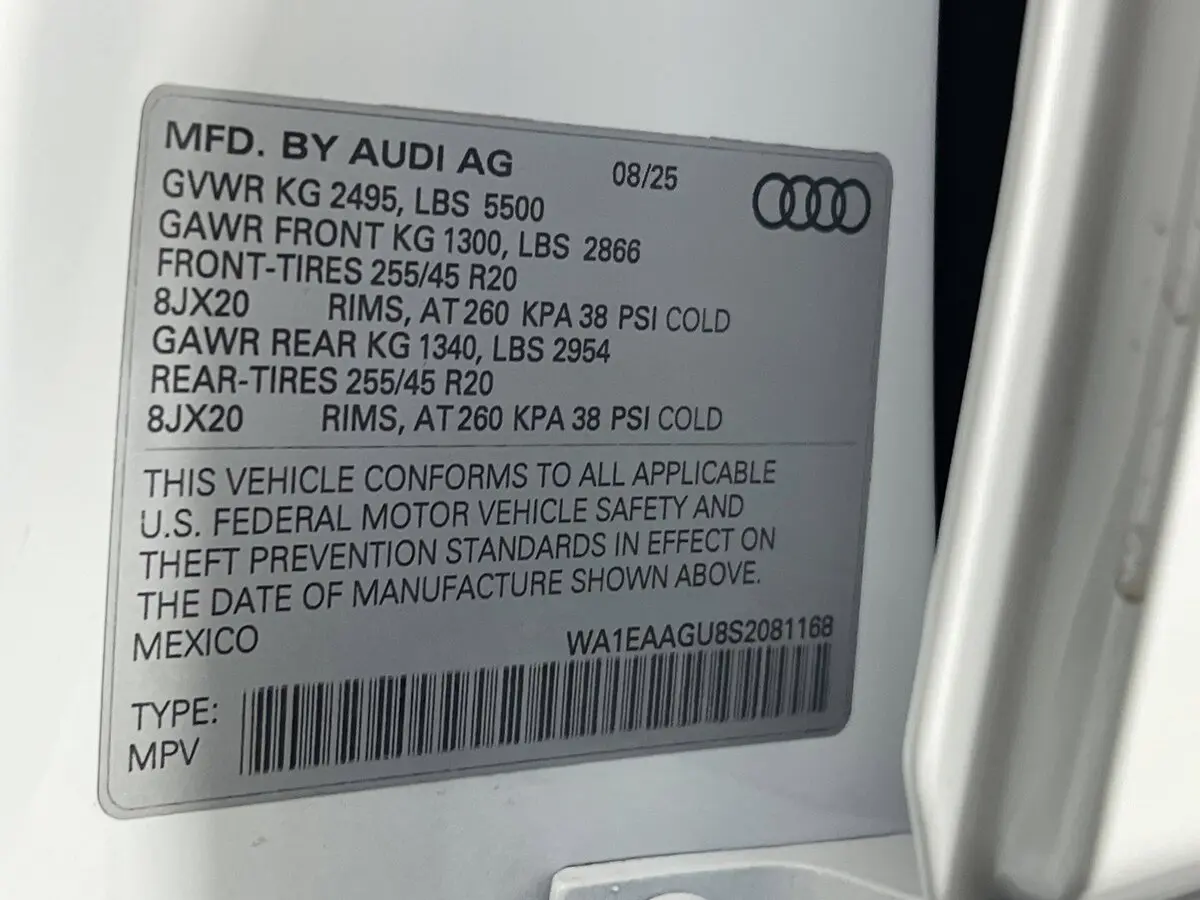 MFD. BY AUDI AG 08/25
GVWR KG 2495, LBS 5500
GAWR FRONT KG 1300, LBS 2866
FRONT-TIRES 255/45 R20
8JX20 RIMS, AT 260 KPA 38 PSI COLD
GAWR REAR KG 1340, LBS 2954
REAR-TIRES 255/45 R20
8JX20 RIMS, AT 260 KPA 38 PSI COLD
THIS VEHICLE CONFORMS TO ALL APPLICABLE
U.S. FEDERAL MOTOR VEHICLE SAFETY AND
THEFT PREVENTION STANDARDS IN EFFECT ON
THE DATE OF MANUFACTURE SHOWN ABOVE.
MEXICO WA1EAAGU8S2081168
TYPE:
MPV